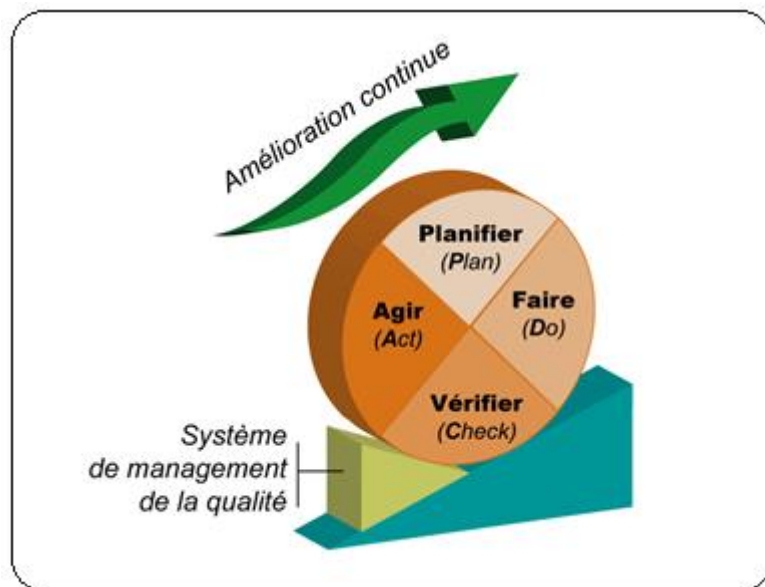 Amélioration continue
Planifier
(Plan)
Faire
(Do)
Agir
(Act)
Vérifier
(Check)
Système
de management
de la qualité